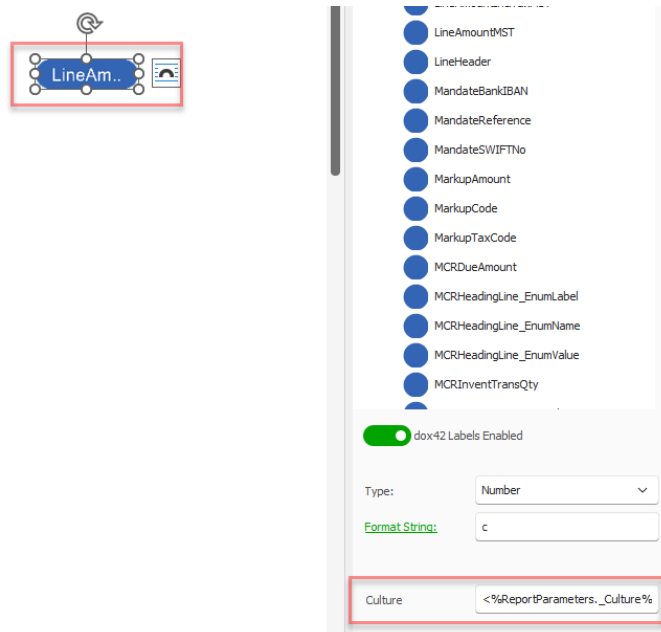 LineAmountMST
LineHeader
LineAm..
MandateBankIBAN
MandateReference
MandateSWIFTNo
MarkupAmount
MarkupCode
MarkupTaxCode
MCRDueAmount
MCRHeadingLine_EnumLabel
MCRHeadingLine_EnumName
MCRHeadingLine_EnumValue
MCRInventTransQty
dox42 Labels Enabled
Type: Number
Format String: c
Culture <%ReportParameters._Culture%